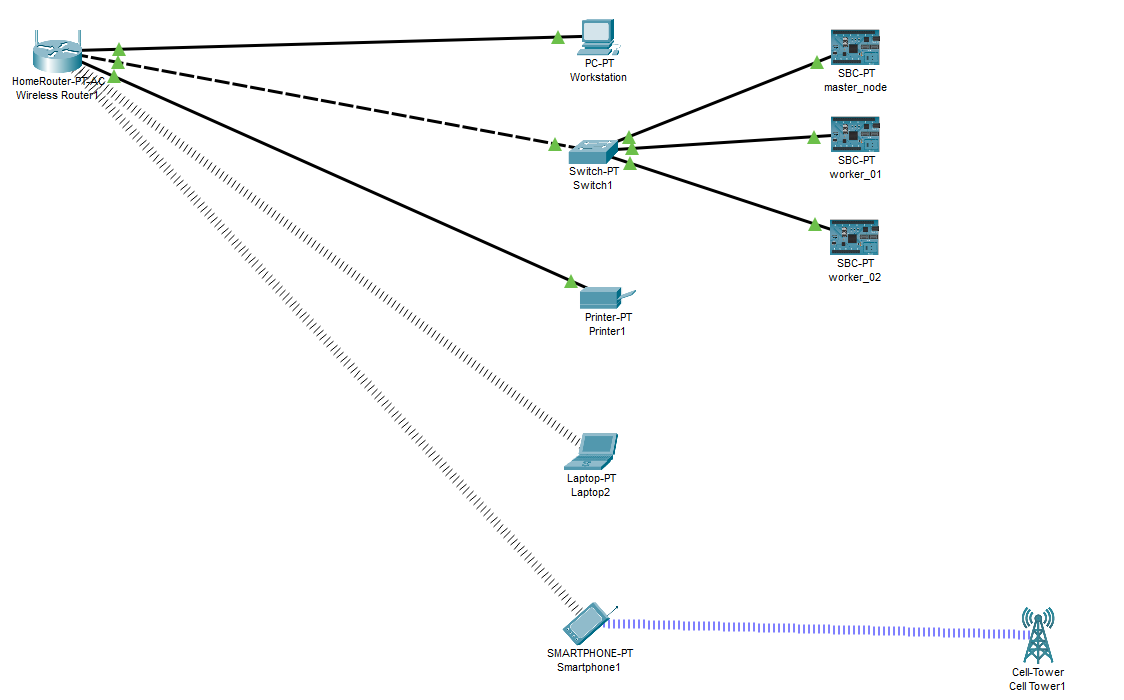 HomeRouter-PT-AC
Wireless Router1
PC-PT
Workstation
SBC-PT
master_node
SBC-PT
worker_01
Switch-PT
Switch1
SBC-PT
worker_02
Printer-PT
Printer1
Laptop-PT
Laptop2
SMARTPHONE-PT
Smartphone1
Cell-Tower
Cell Tower1